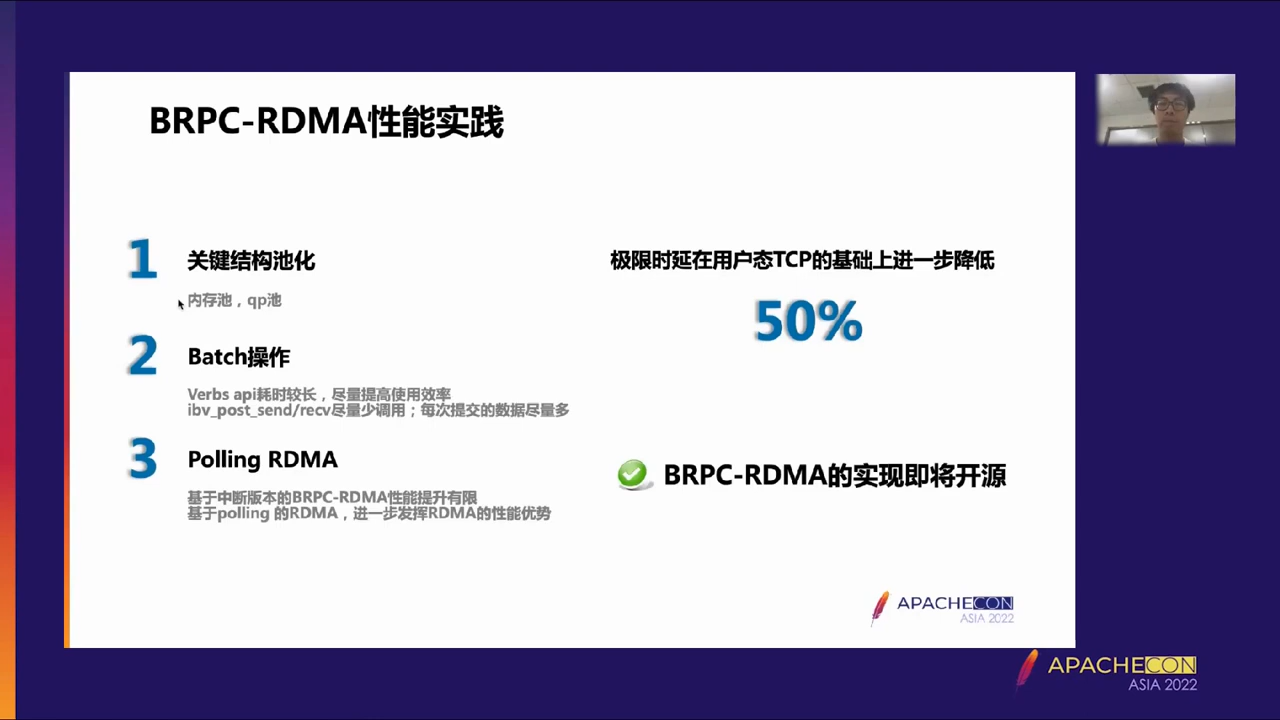 BRPC-RDMA性能实践
1
关键结构池化
内存池，qp池
2
Batch操作
Verbs api耗时较长，尽量提高使用效率
ibv_post_send/recv尽量少调用；每次提交的数据尽量多
3
Polling RDMA
基于中断版本的BRPC-RDMA性能提升有限
基于polling 的RDMA，进一步发挥RDMA的性能优势
极限时延在用户态TCP的基础上进一步降低
50%
BRPC-RDMA的实现即将开源
APACHECON
ASIA 2022
APACHECON
ASIA 2022